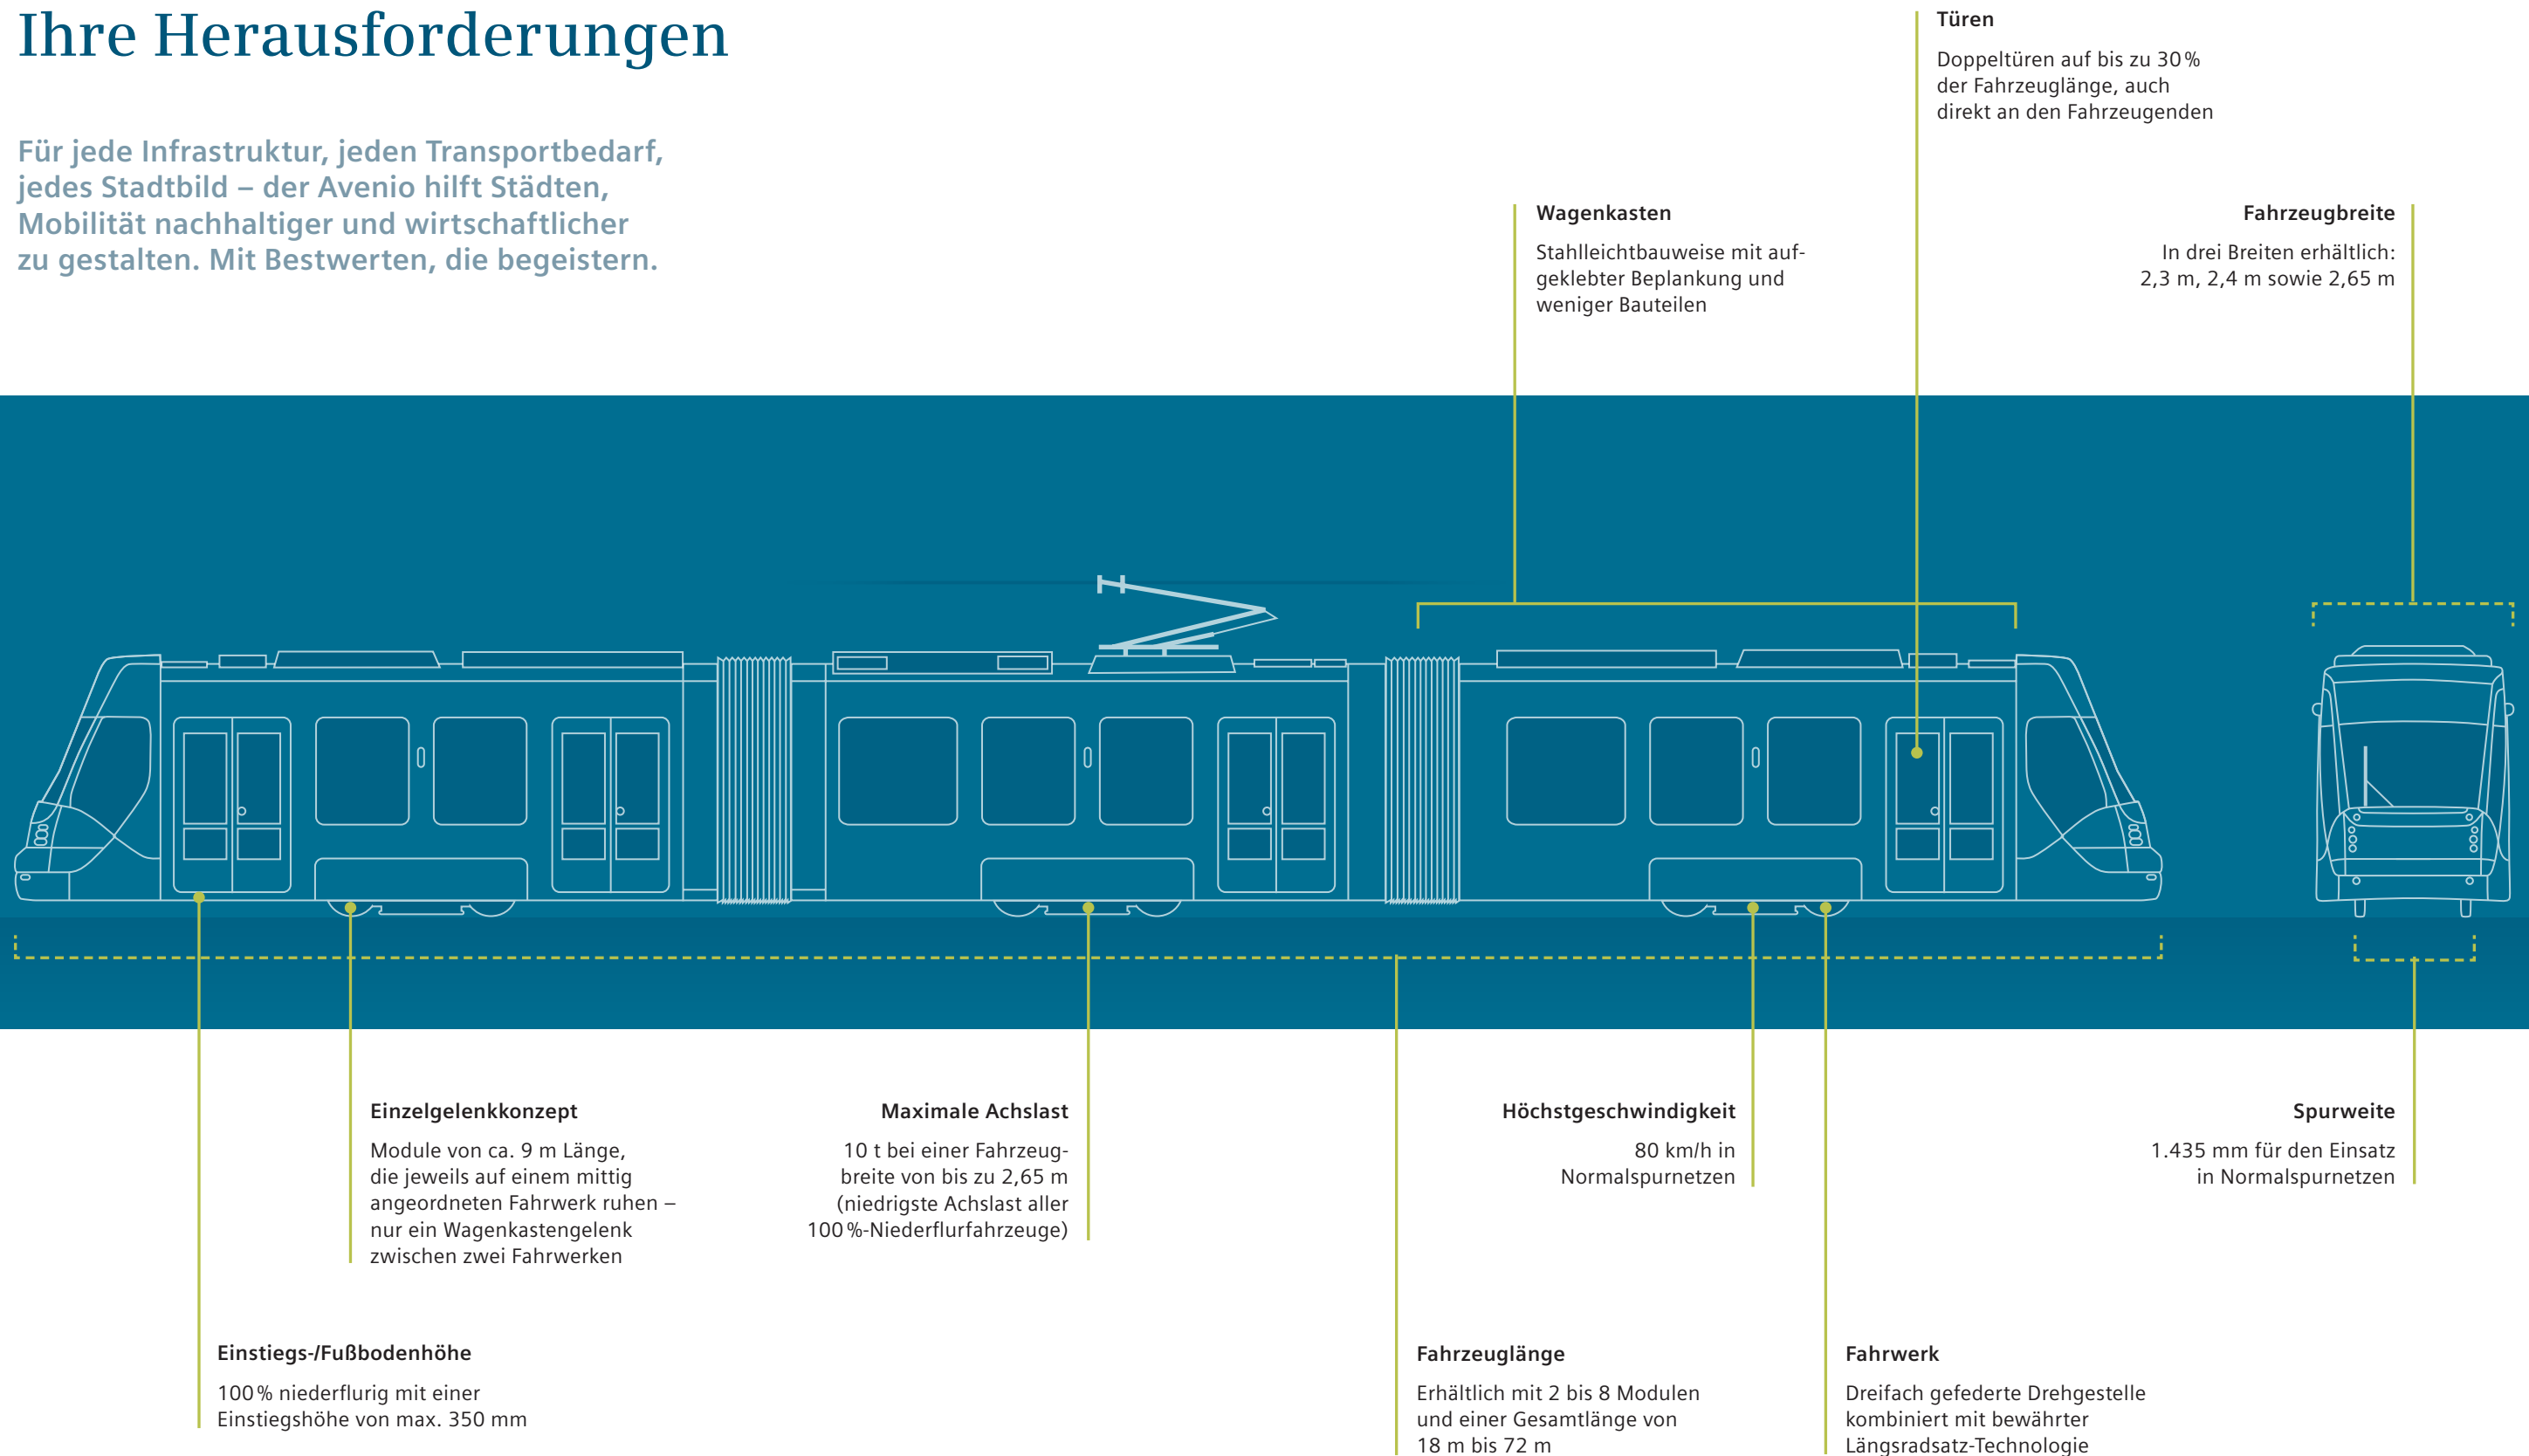 Ihre Herausforderungen
Für jede Infrastruktur, jeden Transportbedarf,
jedes Stadtbild – der Avenio hilft Städten,
Mobilität nachhaltiger und wirtschaftlicher
zu gestalten. Mit Bestwerten, die begeistern.
Türen
Doppeltüren auf bis zu 30 %
der Fahrzeuglänge, auch
direkt an den Fahrzeugenden
Wagenkasten
Stahlleichtbauweise mit auf-
geklebter Beplankung und
weniger Bauteilen
Fahrzeugbreite
In drei Breiten erhältlich:
2,3 m, 2,4 m sowie 2,65 m
Einzelgelenkkonzept
Module von ca. 9 m Länge,
die jeweils auf einem mittig
angeordneten Fahrwerk ruhen –
nur ein Wagenkastengelenk
zwischen zwei Fahrwerken
Maximale Achslast
10 t bei einer Fahrzeug-
breite von bis zu 2,65 m
(niedrigste Achslast aller
100 %-Niederflurfahrzeuge)
Höchstgeschwindigkeit
80 km/h in
Normalspurnetzen
Spurweite
1.435 mm für den Einsatz
in Normalspurnetzen
Einstiegs-/Fußbodenhöhe
100 % niederflurig mit einer
Einstiegshöhe von max. 350 mm
Fahrzeuglänge
Erhältlich mit 2 bis 8 Modulen
und einer Gesamtlänge von
18 m bis 72 m
Fahrwerk
Dreifach gefederte Drehgestelle
kombiniert mit bewährter
Längsradsatz-Technologie